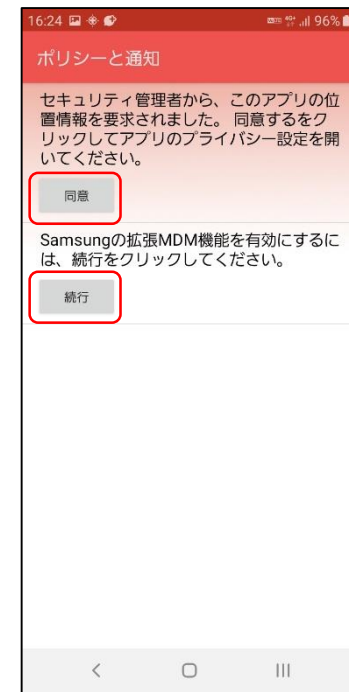 16:24 96%
ポリシーと通知
セキュリティ管理者から、このアプリの位
置情報を要求されました。 同意するをク
リックしてアプリのプライバシー設定を開
いてください。
同意
Samsungの拡張MDM機能を有効にするに
は、続行をクリックしてください。
続行